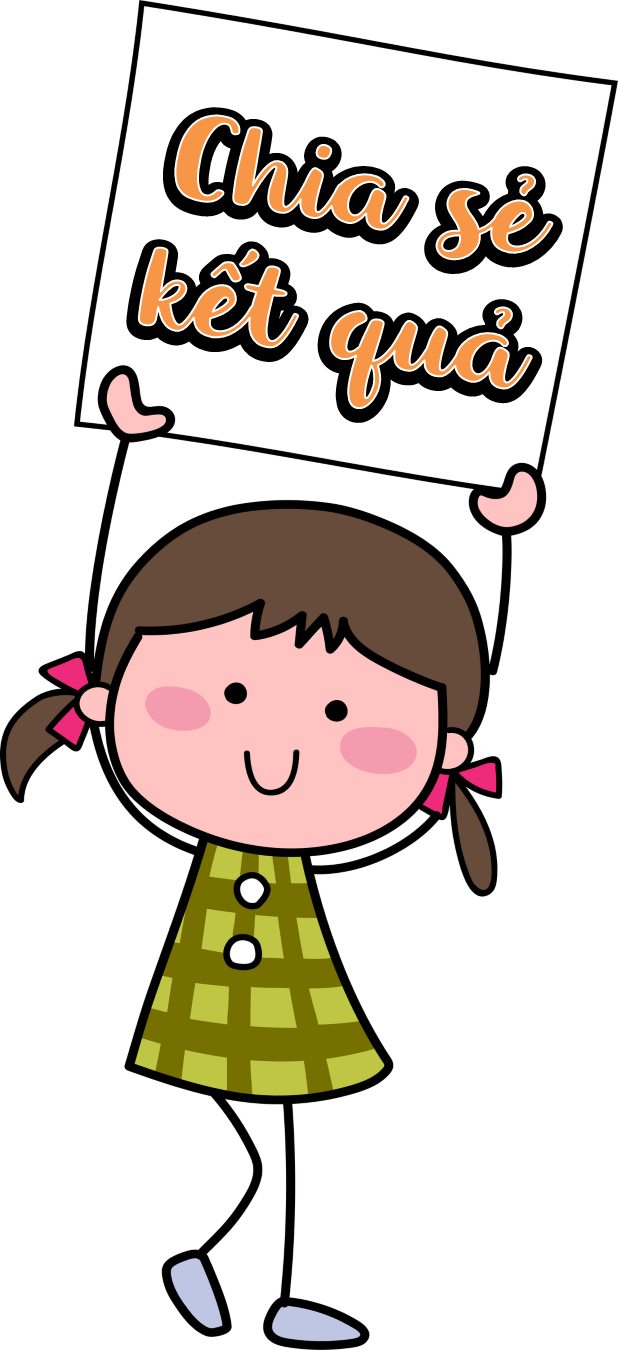 Chia sẻ
kết quả